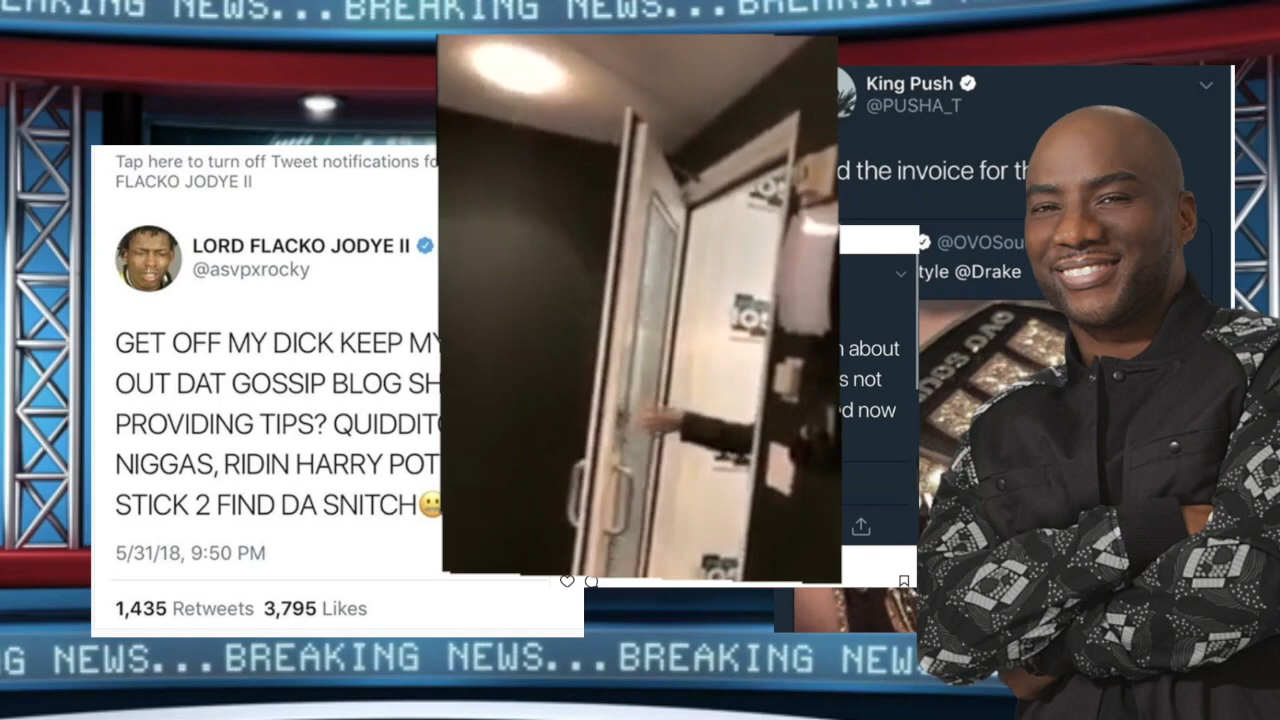 BREAKING NEWS...BREAKING NEWS...BREAKING
Tap here to turn off Tweet notifications
FLACKO JODYE II
LORD FLACKO JODYE II
@asvpxrocky
GET OFF MY DICK KEEP MY
OUT DAT GOSSIP BLOG SH
PROVIDING TIPS? QUIDDIT
NIGGAS, RIDIN HARRY POT
STICK 2 FIND DA SNITCH😬
5/31/18, 9:50 PM
1,435 Retweets 3,795 Likes
King Push
@PUSHA_T
d the invoice for th
@OVOSou
tyle @Drake
about
s not
d now
G NEWS...BREAKING NEWS...BREAKING NEW